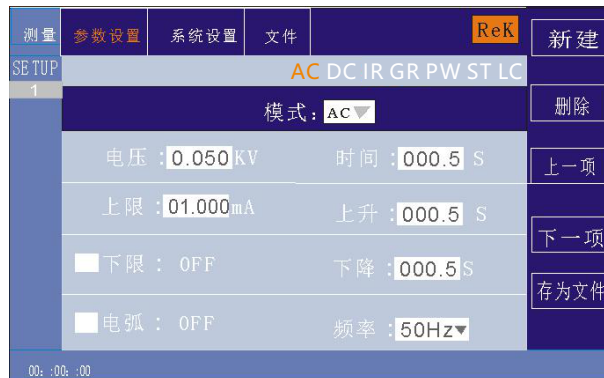 测量 参数设置 系统设置 文件 ReK 新建
SETUP AC DC IR GR PW ST LC
1
模式：AC 删除
电压：0.050KV 时间：000.5 S 上一项
上限：01.000mA 上升：000.5 S
下一项
下限：OFF 下降：000.5 S
存为文件
电弧：OFF 频率：50Hz
00：:00：:00